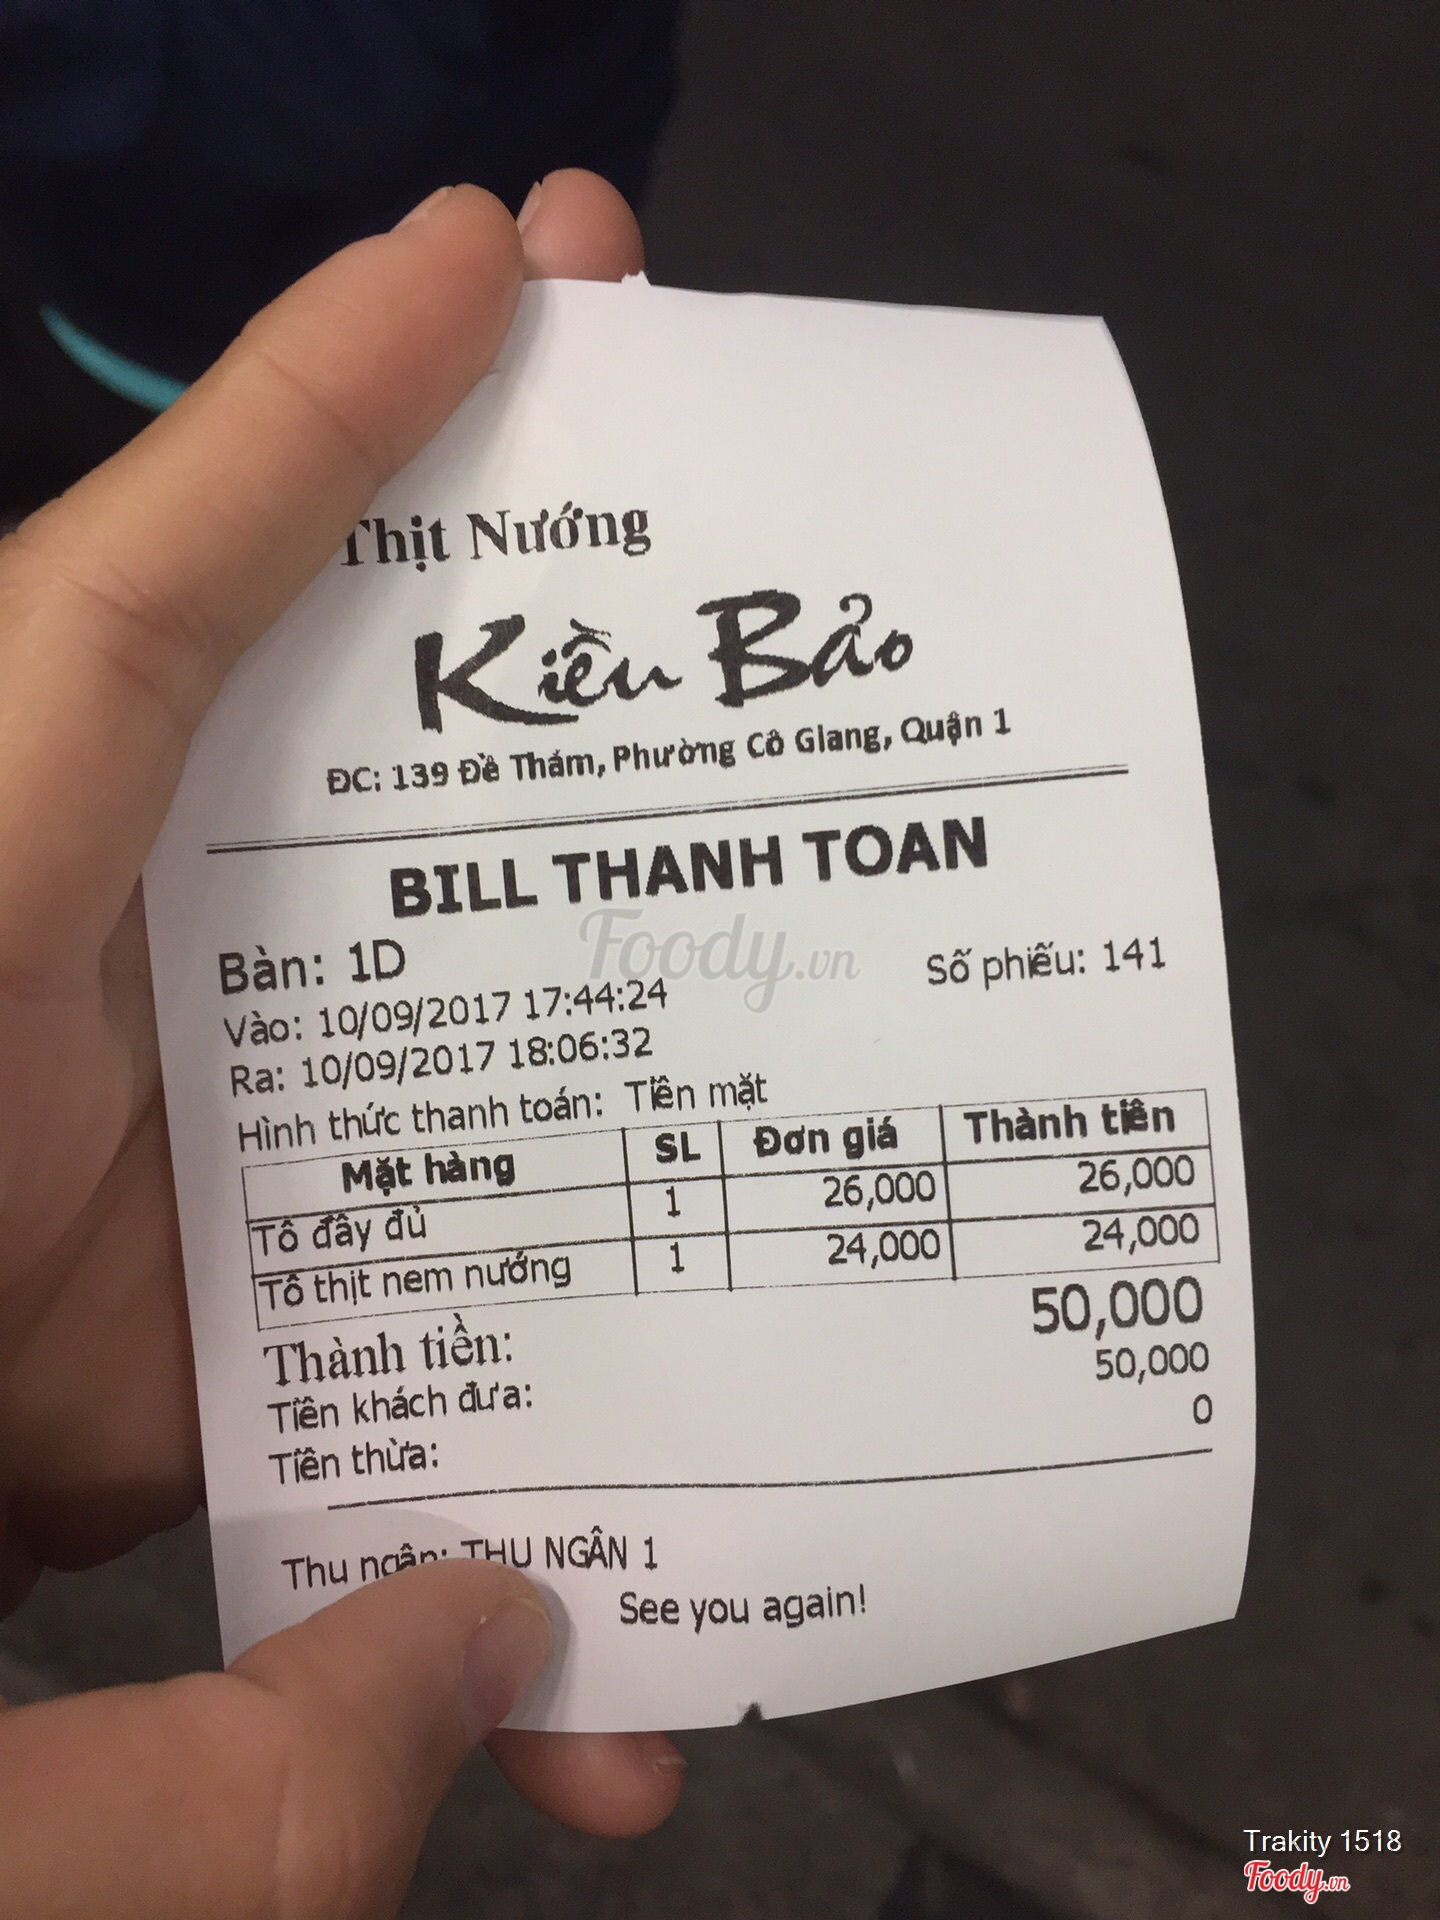 Thịt Nướng
Kiều Bảo
ĐC: 139 Đề Thám, Phường Cô Giang, Quận 1
BILL THANH TOAN
Foody.vn
Bàn: 1D
Số phiếu: 141
Vào: 10/09/2017 17:44:24
Ra: 10/09/2017 18:06:32
Hình thức thanh toán: Tiền mặt
Mặt hàng SL Đơn giá Thành tiền
Tô đầy đủ 1 26,000 26,000
Tô thịt nem nướng 1 24,000 24,000
Thành tiền: 50,000
Tiền khách đưa: 50,000
Tiền thừa: 0
Thu ngân: THU NGÂN 1
See you again!
Trakity 1518
Foody.vn